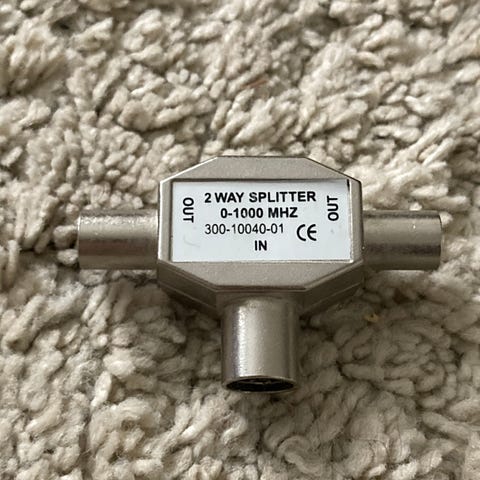 OUT
2 WAY SPLITTER
0-1000 MHZ
300-10040-01 CE
IN
OUT